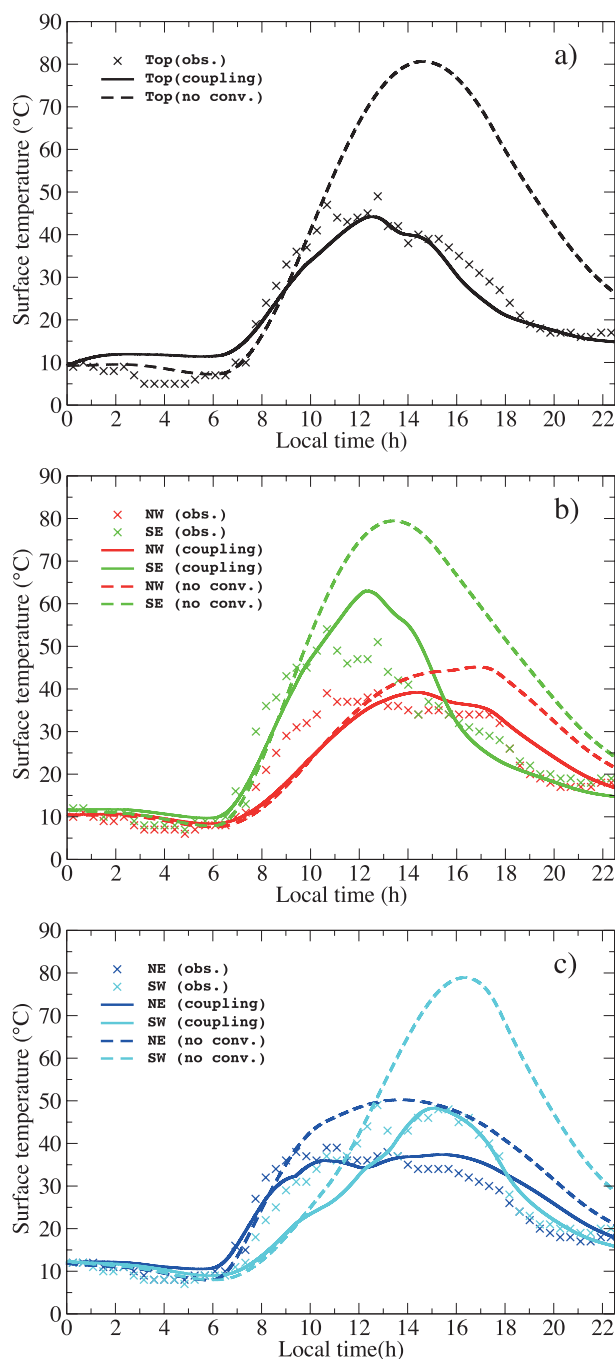 a)
Top(obs.)
Top(coupling)
Top(no conv.)
Surface temperature (°C)
90
80
70
60
50
40
30
20
10
0
0 2 4 6 8 10 12 14 16 18 20 22
Local time (h)
b)
NW (obs.)
SE (obs.)
NW (coupling)
SE (coupling)
NW (no conv.)
SE (no conv.)
Surface temperature (°C)
90
80
70
60
50
40
30
20
10
0
0 2 4 6 8 10 12 14 16 18 20 22
Local time (h)
c)
NE (obs.)
SW (obs.)
NE (coupling)
SW (coupling)
NE (no conv.)
SW (no conv.)
Surface temperature (°C)
90
80
70
60
50
40
30
20
10
0
0 2 4 6 8 10 12 14 16 18 20 22
Local time(h)